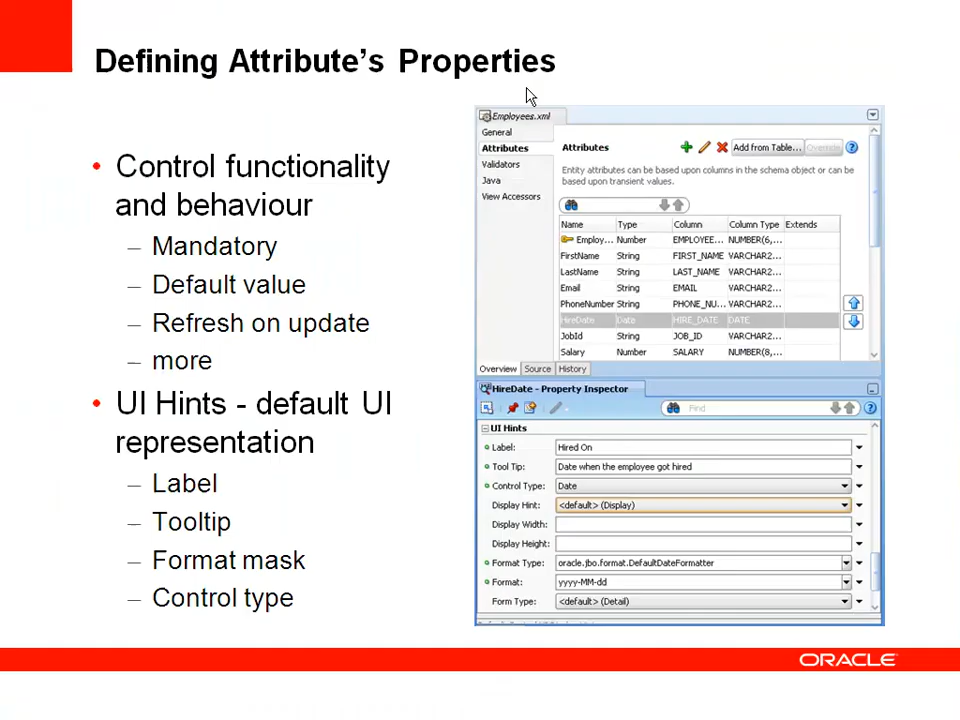 Defining Attribute's Properties
• Control functionality
and behaviour
– Mandatory
– Default value
– Refresh on update
– more
• UI Hints - default UI
representation
– Label
– Tooltip
– Format mask
– Control type
Employees.xml
General
Attributes
Validators
Java
View Accessors
Attributes
Add from Table...
Override
Entity attributes can be based upon columns in the schema object or can be
based upon transient values.
Name Type Column Column Type Extends
Employ... Number EMPLOYEE... NUMBER(6,...
FirstName String FIRST_NAME VARCHAR2...
LastName String LAST_NAME VARCHAR2...
Email String EMAIL VARCHAR2...
PhoneNumber String PHONE_NU... VARCHAR2...
HireDate Date HIRE_DATE DATE
JobId String JOB_ID VARCHAR2...
Salary Number SALARY NUMBER(8,...
Overview Source History
HireDate - Property Inspector
Find
UI Hints
Label: Hired On
Tool Tip: Date when the employee got hired
Control Type: Date
Display Hint: <default> (Display)
Display Width:
Display Height:
Format Type: oracle.jbo.format.DefaultDateFormatter
Format: yyyy-MM-dd
Form Type: <default> (Detail)
ORACLE